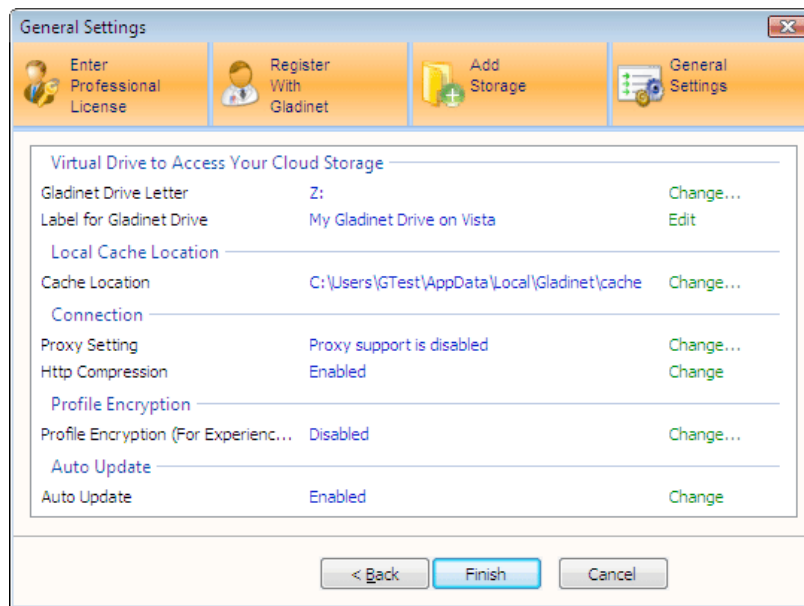 General Settings
Enter
Professional
License
Register
With
Gladinet
Add
Storage
General
Settings
Virtual Drive to Access Your Cloud Storage
Gladinet Drive Letter Z: Change...
Label for Gladinet Drive My Gladinet Drive on Vista Edit
Local Cache Location
Cache Location C:\Users\GTest\AppData\Local\Gladinet\cache Change...
Connection
Proxy Setting Proxy support is disabled Change...
Http Compression Enabled Change
Profile Encryption
Profile Encryption (For Experienc... Disabled Change...
Auto Update
Auto Update Enabled Change
< Back Finish Cancel